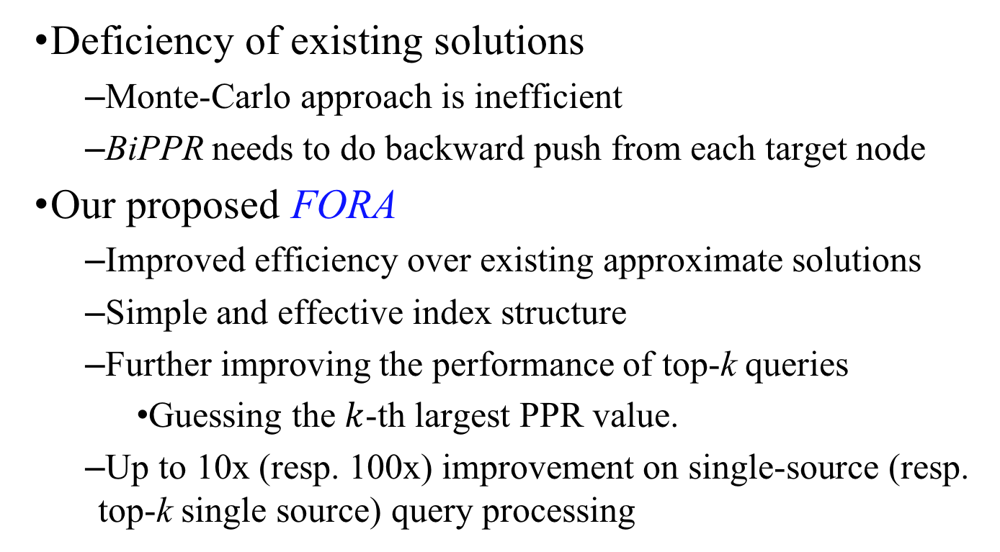 •Deficiency of existing solutions
–Monte-Carlo approach is inefficient
–BiPPR needs to do backward push from each target node
•Our proposed FORA
–Improved efficiency over existing approximate solutions
–Simple and effective index structure
–Further improving the performance of top-k queries
•Guessing the k-th largest PPR value.
–Up to 10x (resp. 100x) improvement on single-source (resp.
top-k single source) query processing